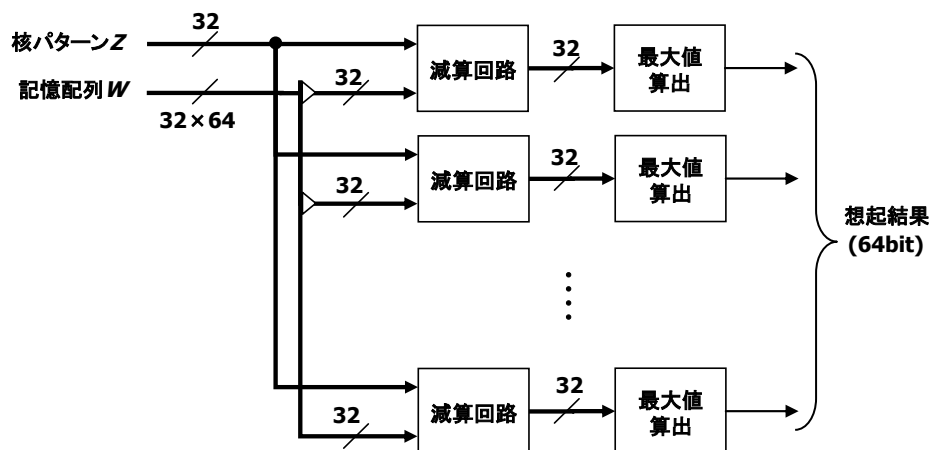 32
核パターンZ
記憶配列W
32×64
32
減算回路
32
最大値
算出
32
減算回路
32
最大値
算出
想起結果
(64bit)
32
減算回路
32
最大値
算出